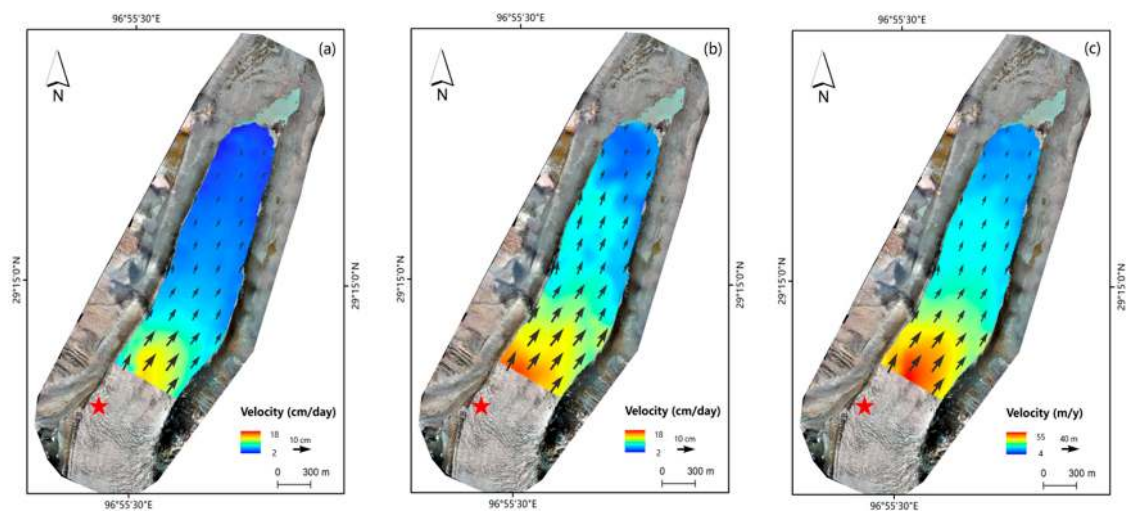 96°55'30"E
(a)
N
29°15'0"N
29°15'0"N
Velocity (cm/day)
18
2
10 cm
0 300 m
96°55'30"E
96°55'30"E
(b)
N
29°15'0"N
29°15'0"N
Velocity (cm/day)
18
2
10 cm
0 300 m
96°55'30"E
96°55'30"E
(c)
N
29°15'0"N
29°15'0"N
Velocity (m/y)
55
4
40 m
0 300 m
96°55'30"E